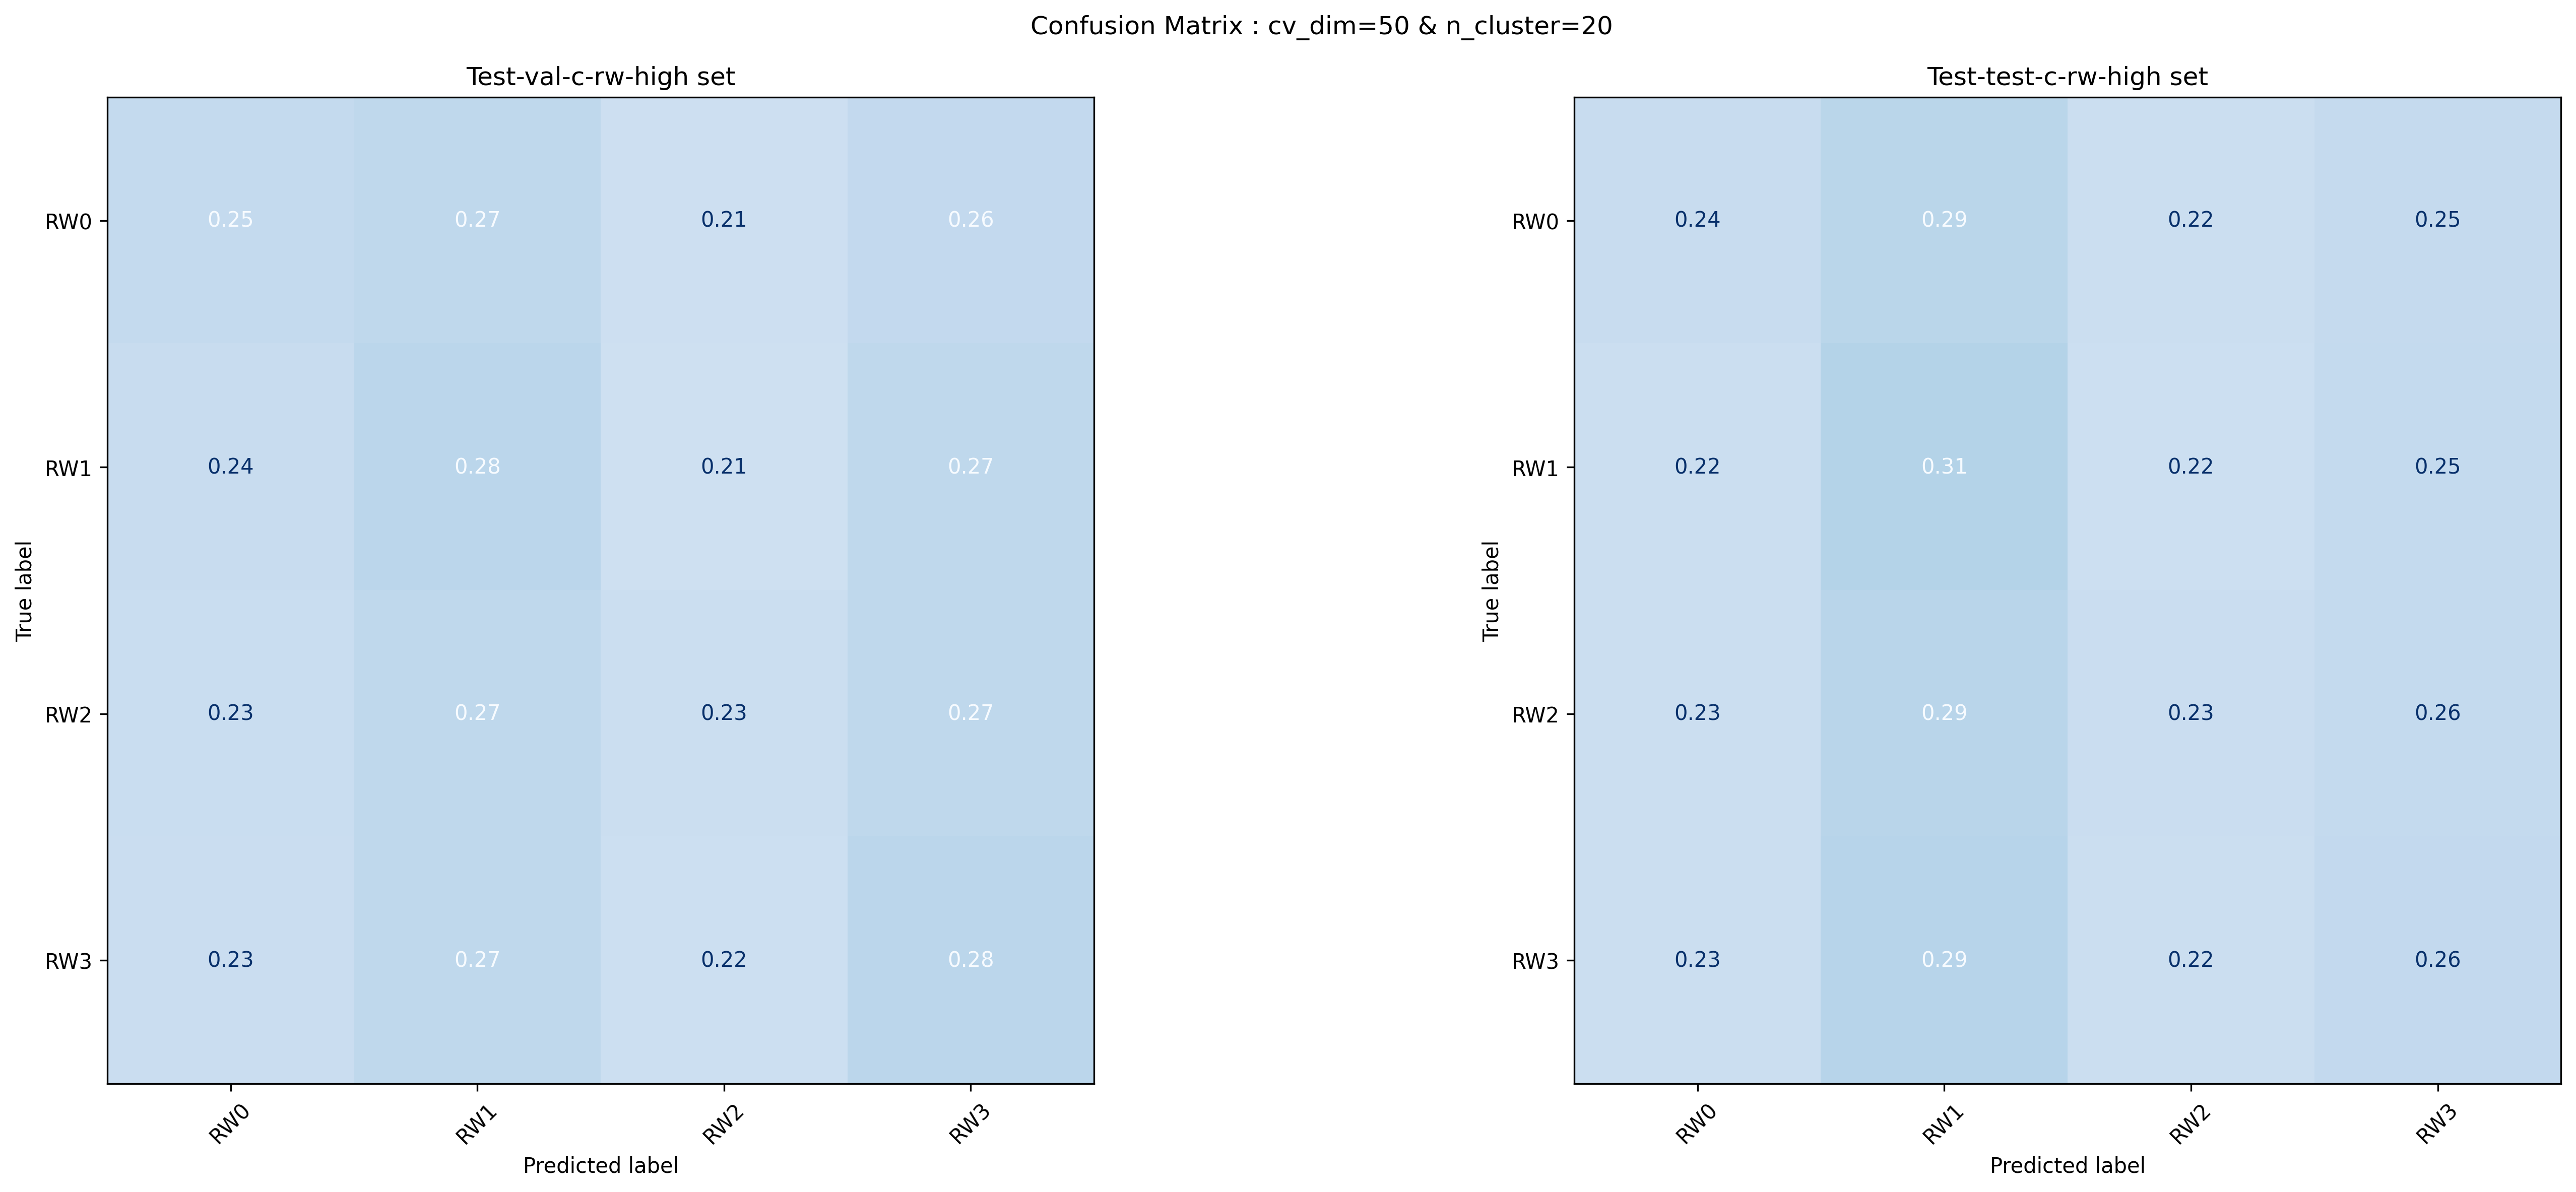 Confusion Matrix : cv_dim=50 & n_cluster=20
Test-val-c-rw-high set
True label
RW0 0.25 0.27 0.21 0.26
RW1 0.24 0.28 0.21 0.27
RW2 0.23 0.27 0.23 0.27
RW3 0.23 0.27 0.22 0.28
RW0 RW1 RW2 RW3
Predicted label
Test-test-c-rw-high set
True label
RW0 0.24 0.29 0.22 0.25
RW1 0.22 0.31 0.22 0.25
RW2 0.23 0.29 0.23 0.26
RW3 0.23 0.29 0.22 0.26
RW0 RW1 RW2 RW3
Predicted label